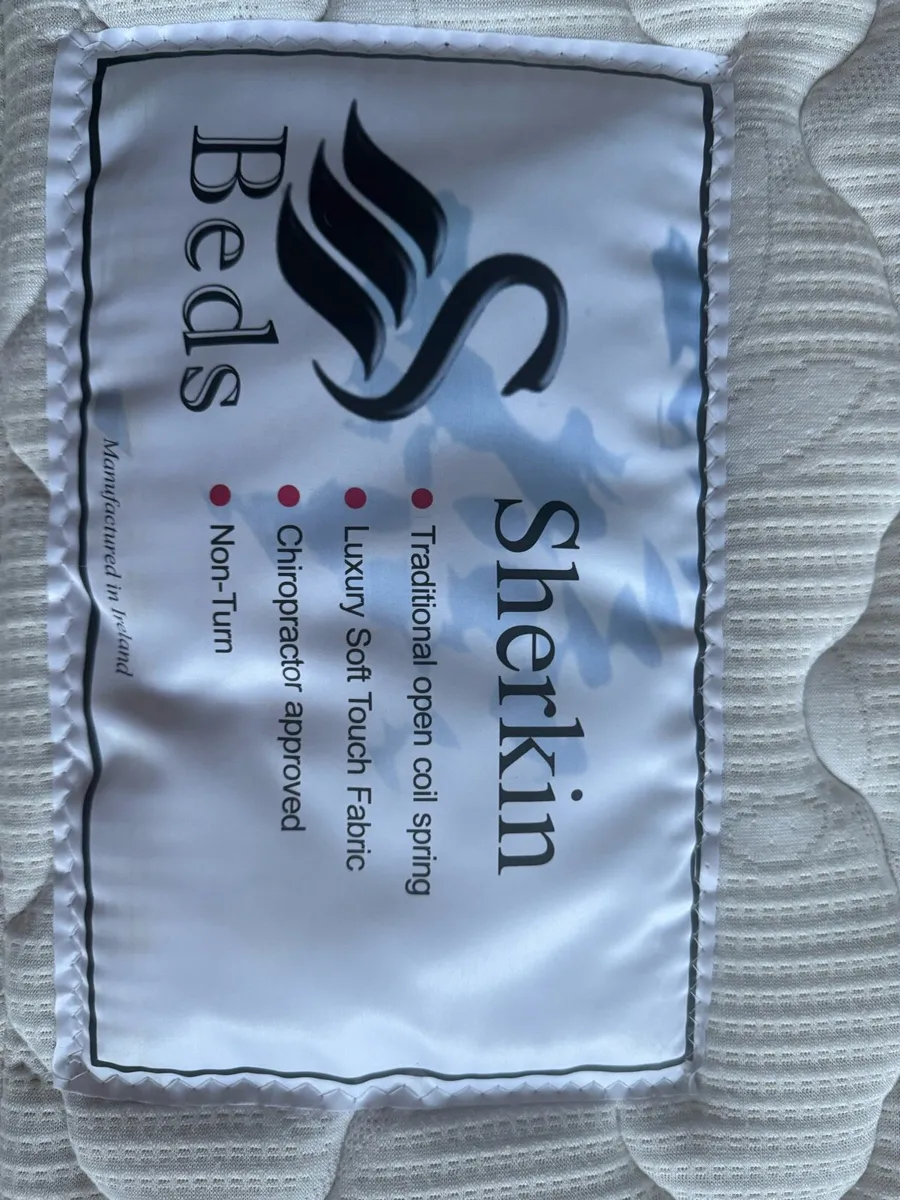 Sherkin
Traditional open coil spring
Luxury Soft Touch Fabric
Chiropractor approved
Non-Turn
S
Beds
Manufactured in Ireland